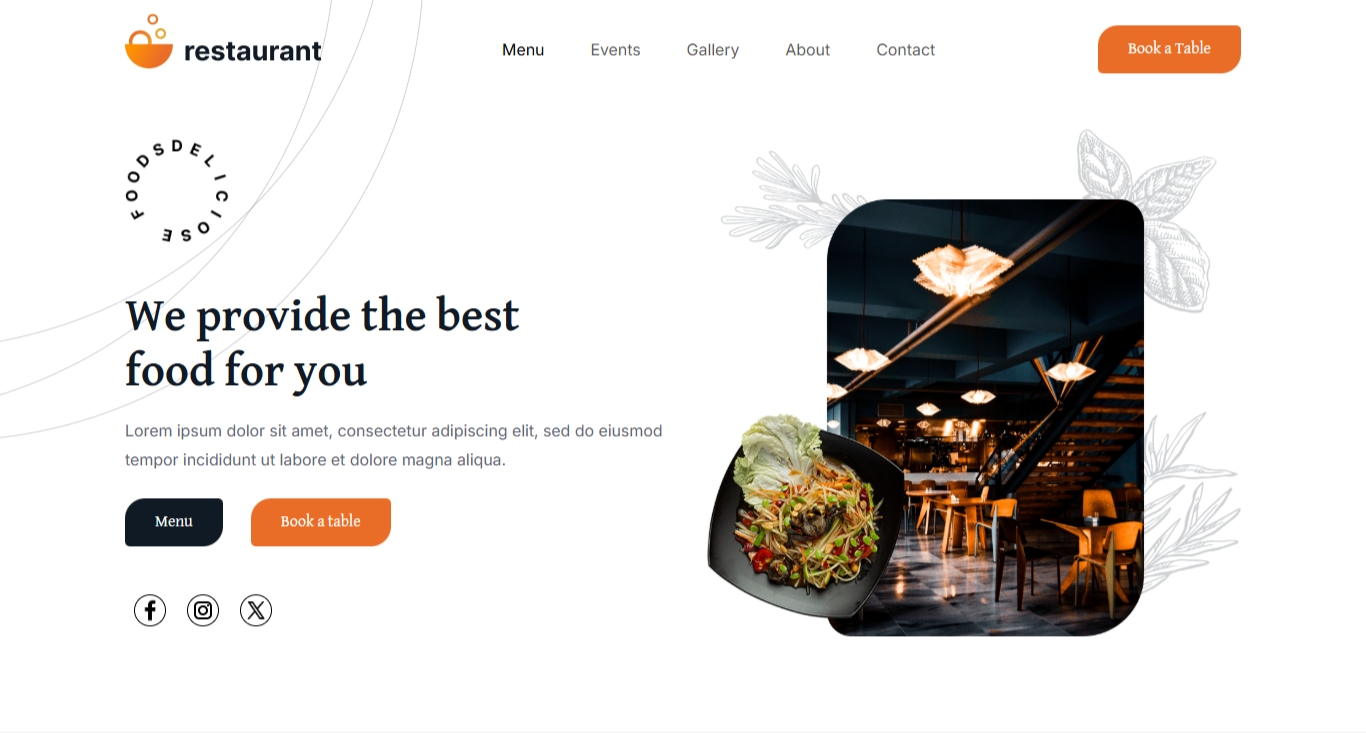 restaurant
Menu
Events
Gallery
About
Contact
Book a Table
FOODSDELICIOSE
We provide the best
food for you
Lorem ipsum dolor sit amet, consectetur adipiscing elit, sed do eiusmod
tempor incididunt ut labore et dolore magna aliqua.
Menu
Book a table